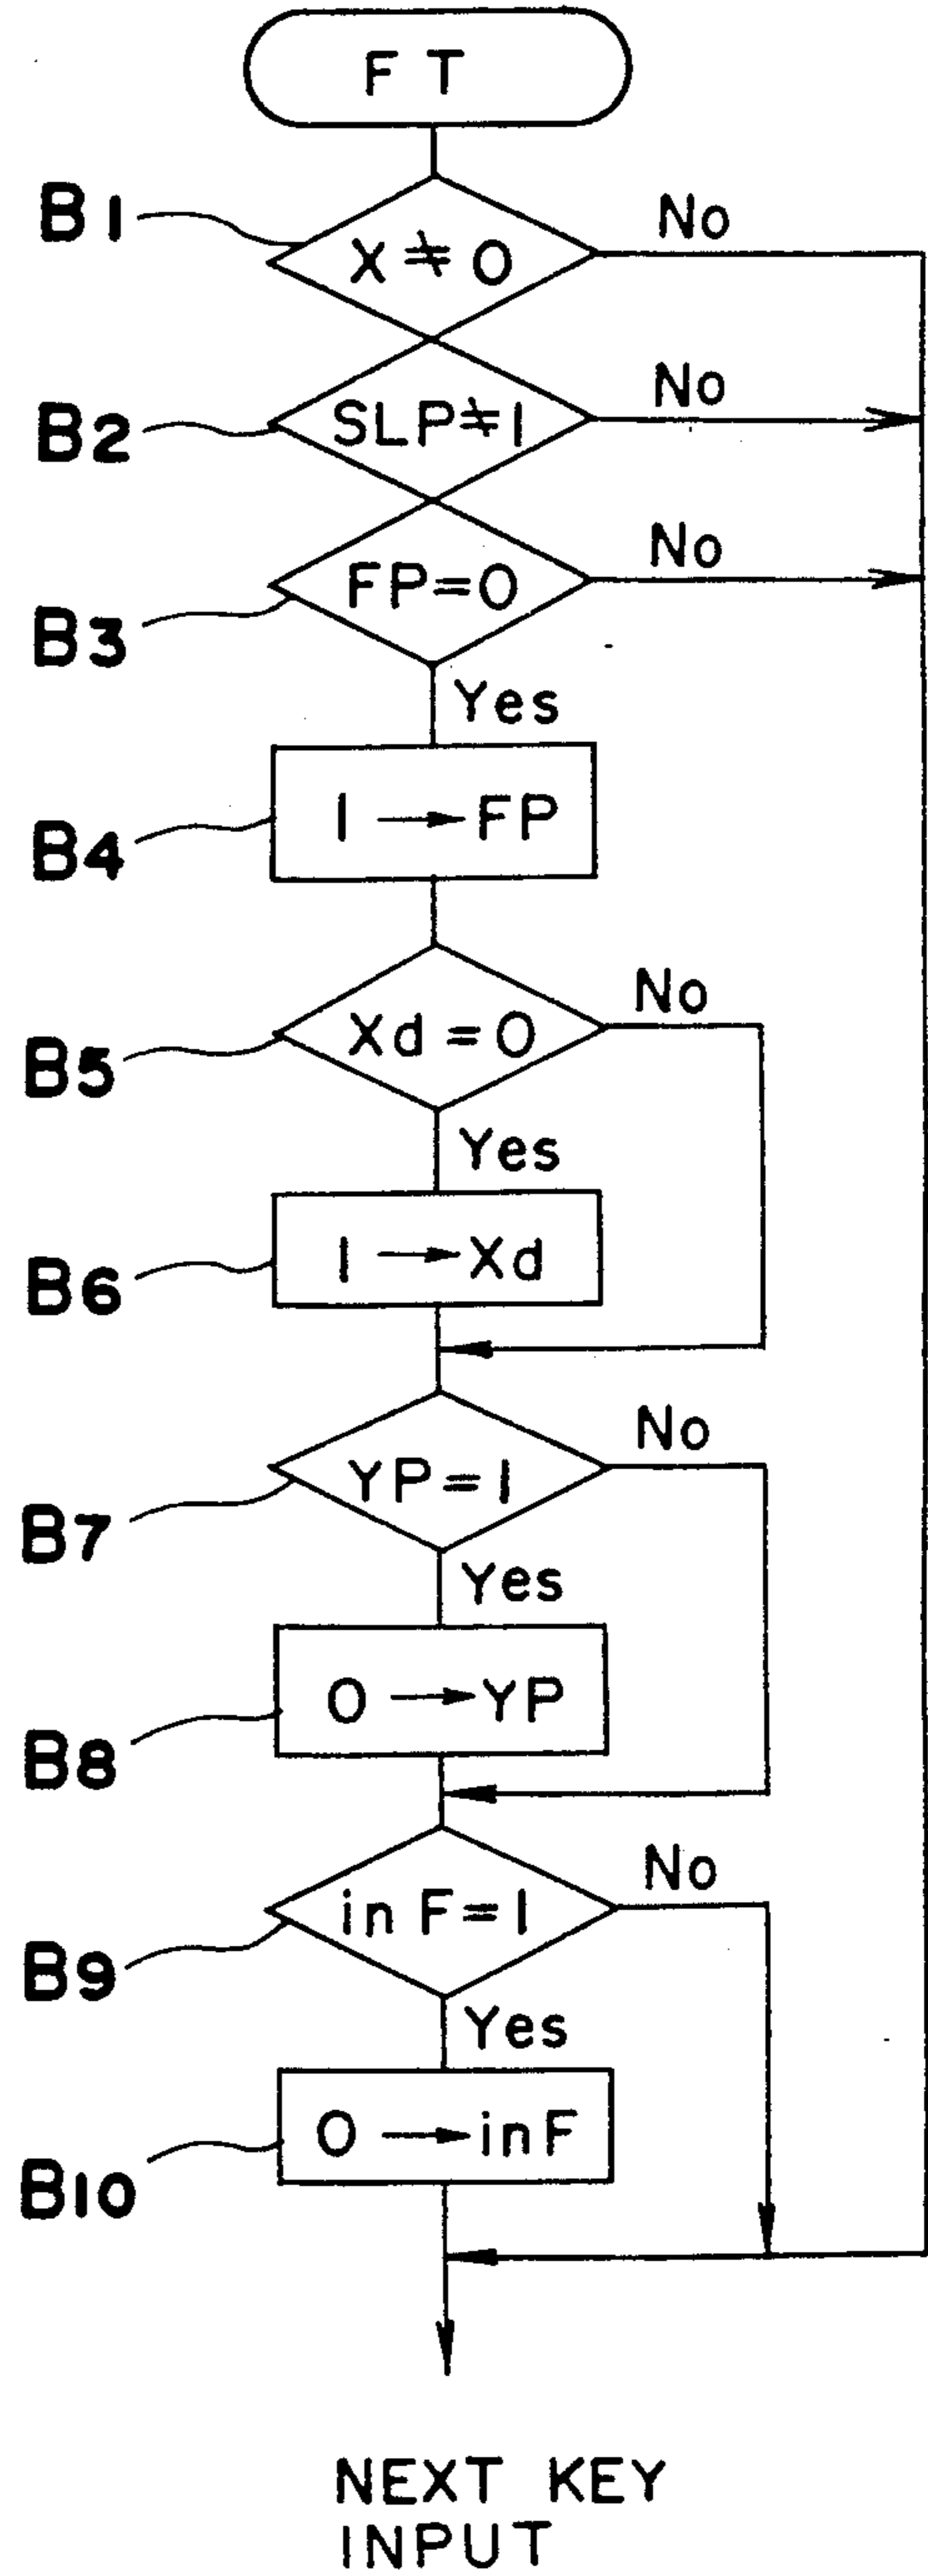 FT
B1
X ≠ 0
No
B2
SLP≠1
No
B3
FP=0
No
Yes
B4
1 → FP
B5
Xd = 0
No
Yes
B6
1 → Xd
B7
YP=1
No
Yes
B8
0 → YP
B9
in F=1
No
Yes
B10
0 → inF
NEXT KEY
INPUT